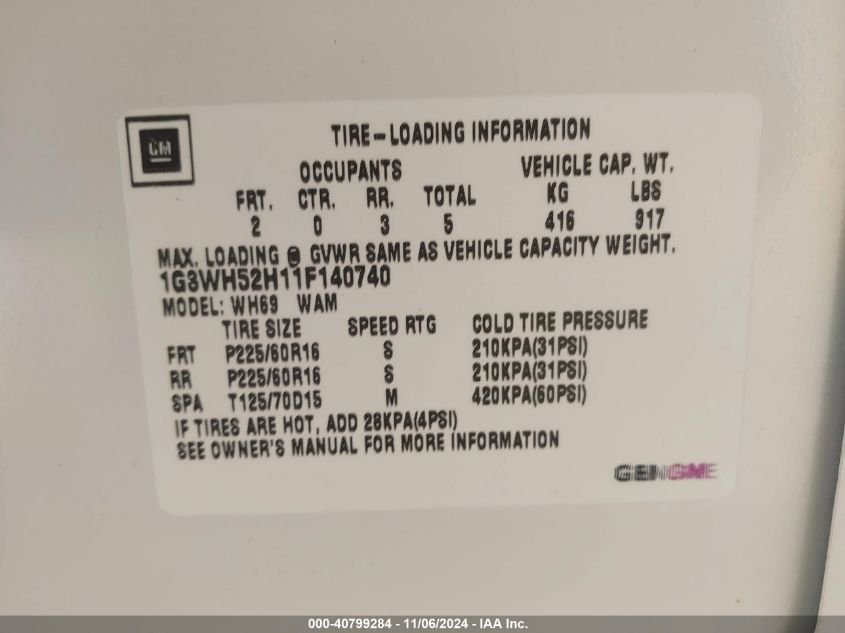 GM
TIRE-LOADING INFORMATION
OCCUPANTS VEHICLE CAP. WT.
FRT. CTR. RR. TOTAL KG LBS
2 0 3 5 416 917
MAX. LOADING @ GVWR SAME AS VEHICLE CAPACITY WEIGHT.
1G3WH52H11F140740
MODEL: WH69 WAM
TIRE SIZE SPEED RTG COLD TIRE PRESSURE
FRT P225/60R16 S 210KPA(31PSI)
RR P225/60R16 S 210KPA(31PSI)
SPA T125/70D15 M 420KPA(60PSI)
IF TIRES ARE HOT, ADD 28KPA(4PSI)
SEE OWNER'S MANUAL FOR MORE INFORMATION
000-40799284 - 11/06/2024 - IAA Inc.